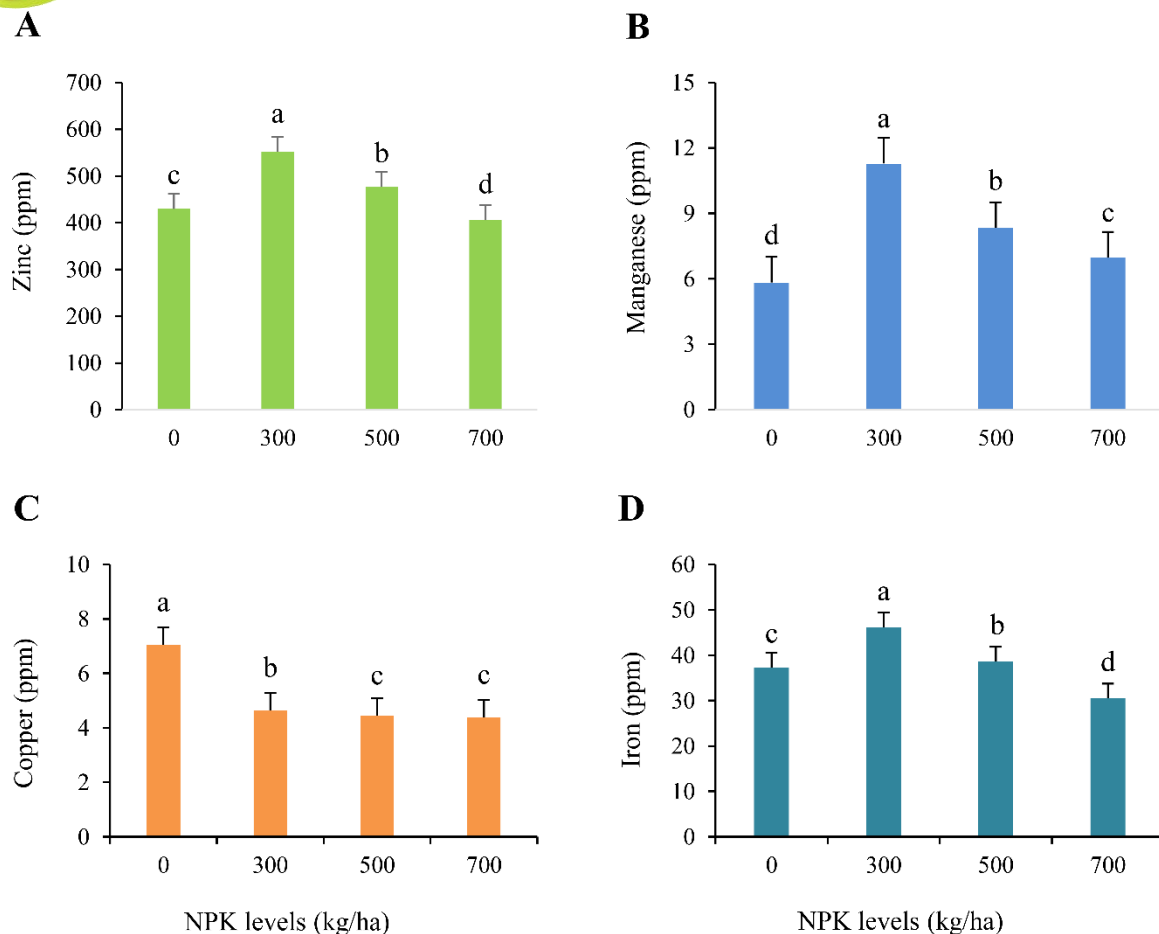 A
700
600
500
400
300
200
100
0
Zinc (ppm)
c
a
b
d
0 300 500 700
B
15
12
9
6
3
0
Manganese (ppm)
d
a
b
c
0 300 500 700
C
10
8
6
4
2
0
Copper (ppm)
a
b
c
c
0 300 500 700
NPK levels (kg/ha)
D
60
50
40
30
20
10
0
Iron (ppm)
c
a
b
d
0 300 500 700
NPK levels (kg/ha)